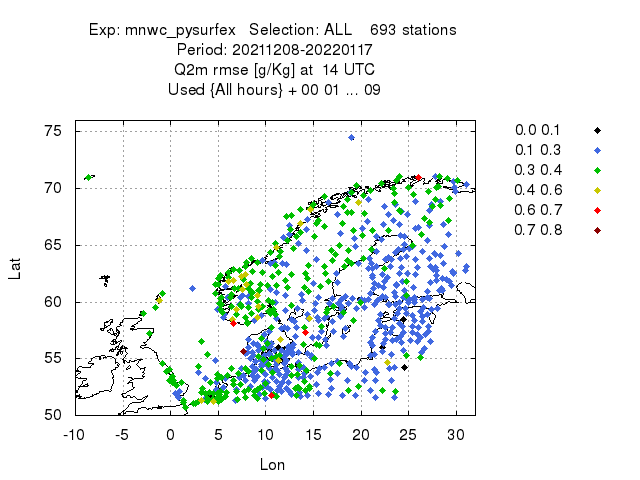 Exp: mnwc_pysurfex   Selection: ALL    693 stations
Period: 20211208-20220117
Q2m rmse [g/Kg] at  14 UTC
Used {All hours} + 00 01 ... 09
75
70
65
60
55
50
-10 -5 0 5 10 15 20 25 30
Lat
Lon
0.0 0.1
0.1 0.3
0.3 0.4
0.4 0.6
0.6 0.7
0.7 0.8